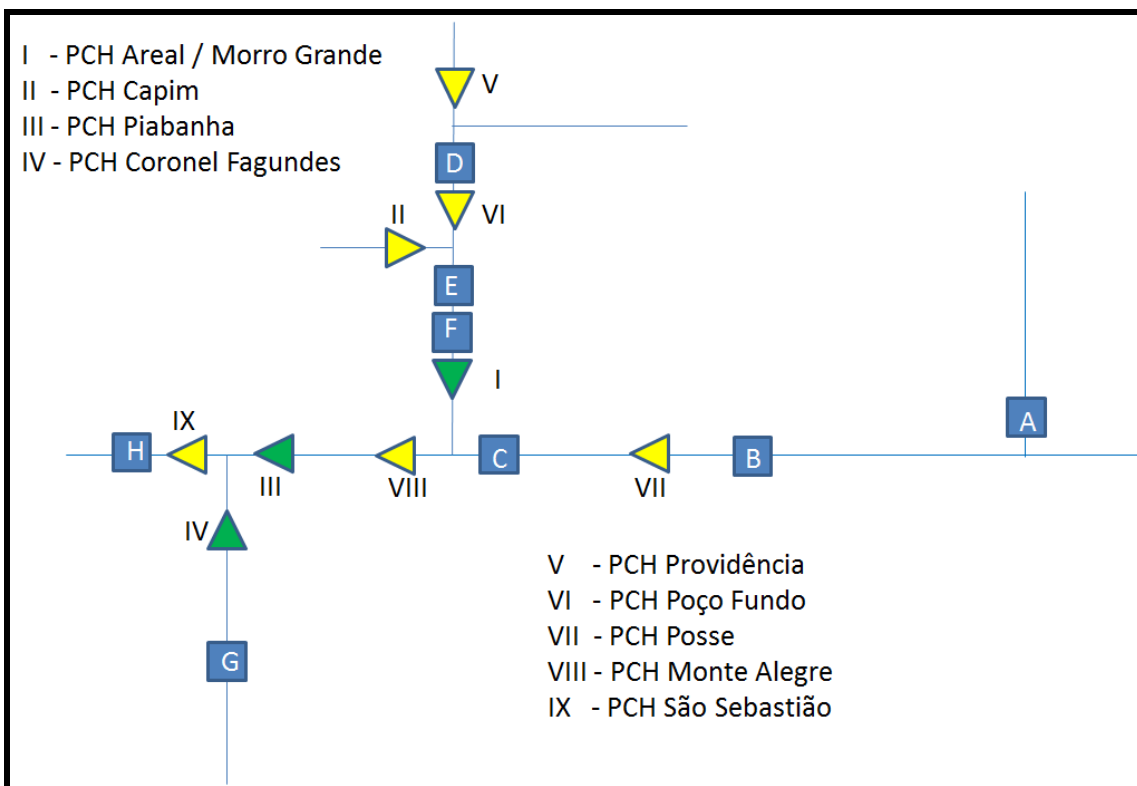 I - PCH Areal / Morro Grande
II - PCH Capim
III - PCH Piabanha
IV - PCH Coronel Fagundes
V
D
II
VI
E
F
I
IX
H
III
VIII
C
VII
B
A
IV
G
V - PCH Providência
VI - PCH Poço Fundo
VII - PCH Posse
VIII - PCH Monte Alegre
IX - PCH São Sebastião